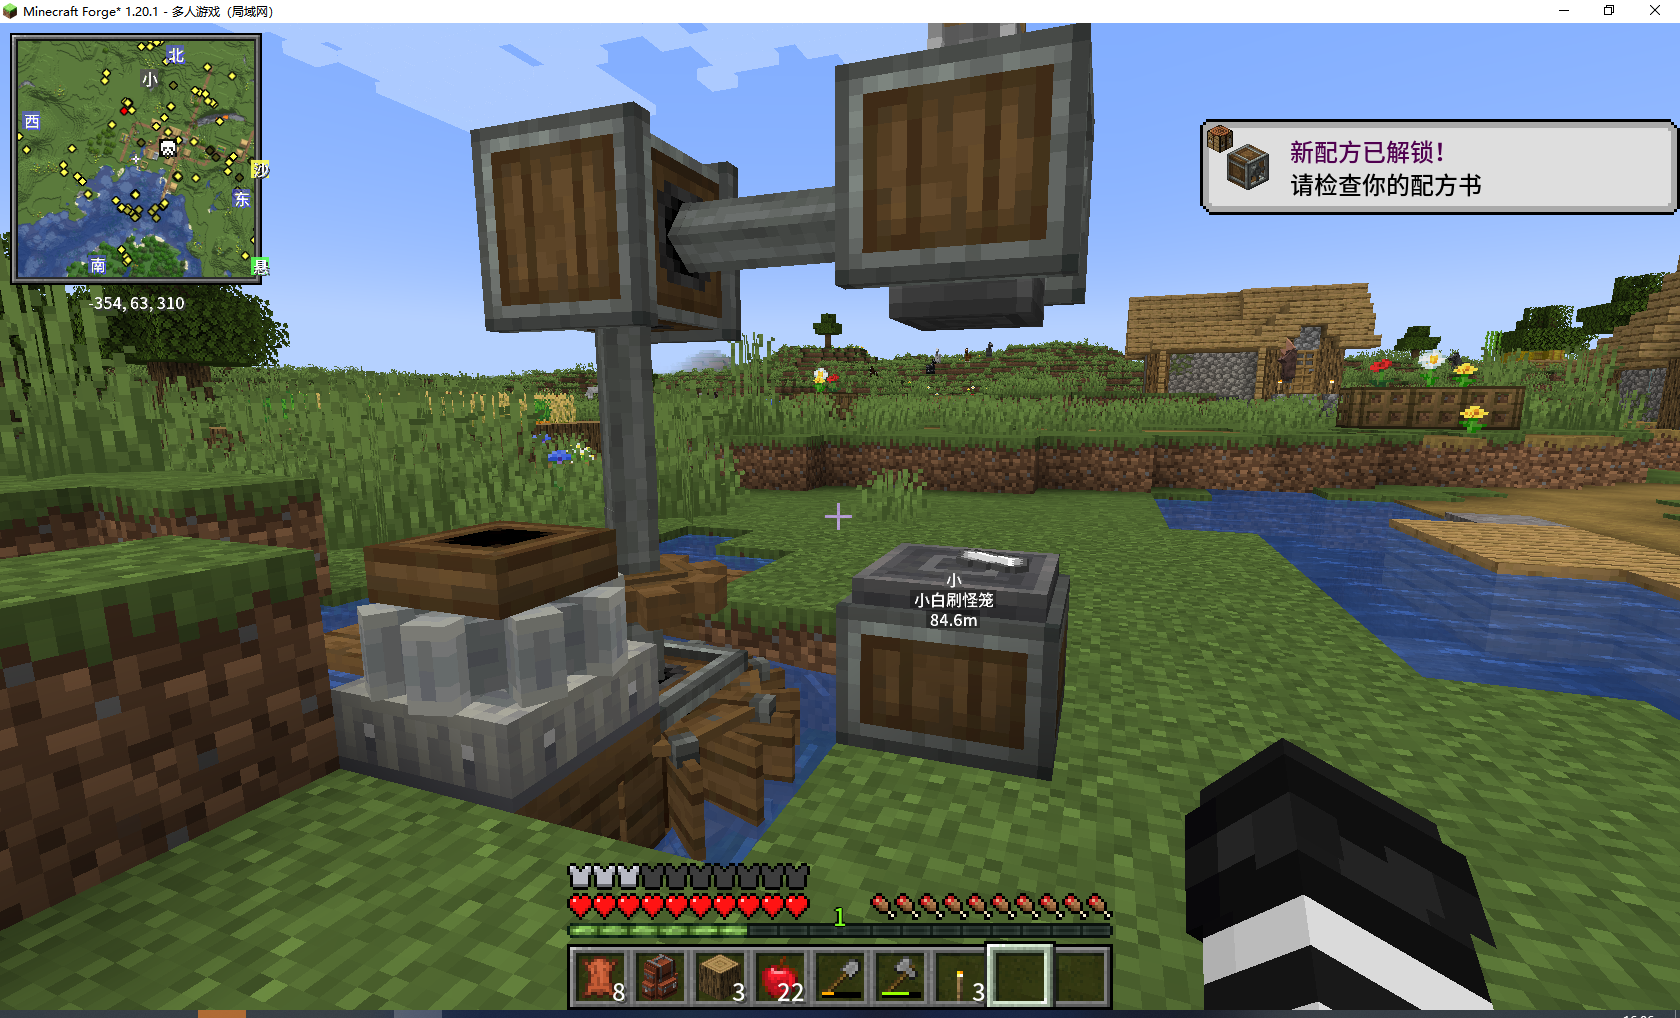 Minecraft Forge* 1.20.1 - 多人游戏（局域网）
北
小
西
沙
东
南
-354, 63, 310
新配方已解锁！
请检查你的配方书
小
小白刷怪笼
84.6m
1
8
3
22
3